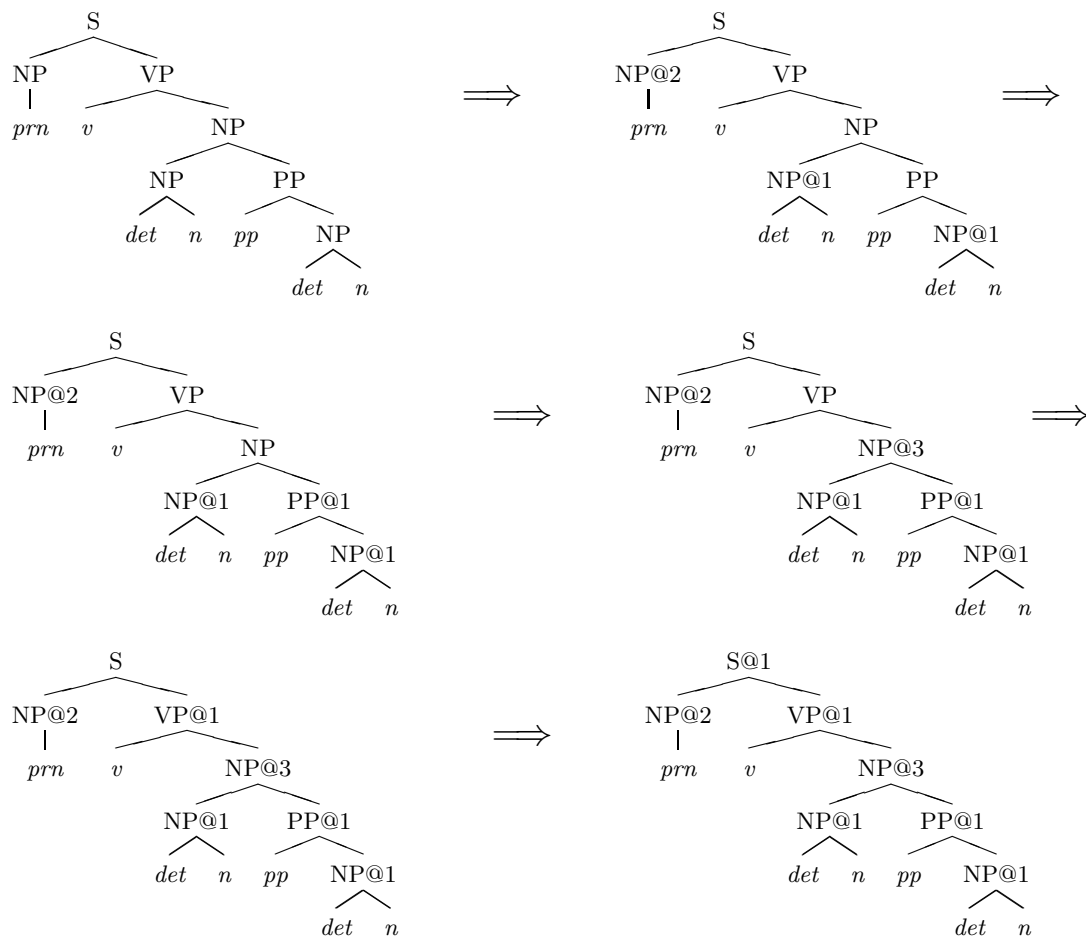 S S
NP VP ⟹ NP@2 VP ⟹
prn v NP prn v NP
NP PP NP@1 PP
det n pp NP det n pp NP@1
det n det n
S S
NP@2 VP ⟹ NP@2 VP ⟹
prn v NP prn v NP@3
NP@1 PP@1 NP@1 PP@1
det n pp NP@1 det n pp NP@1
det n det n
S S@1
NP@2 VP@1 ⟹ NP@2 VP@1
prn v NP@3 prn v NP@3
NP@1 PP@1 NP@1 PP@1
det n pp NP@1 det n pp NP@1
det n det n